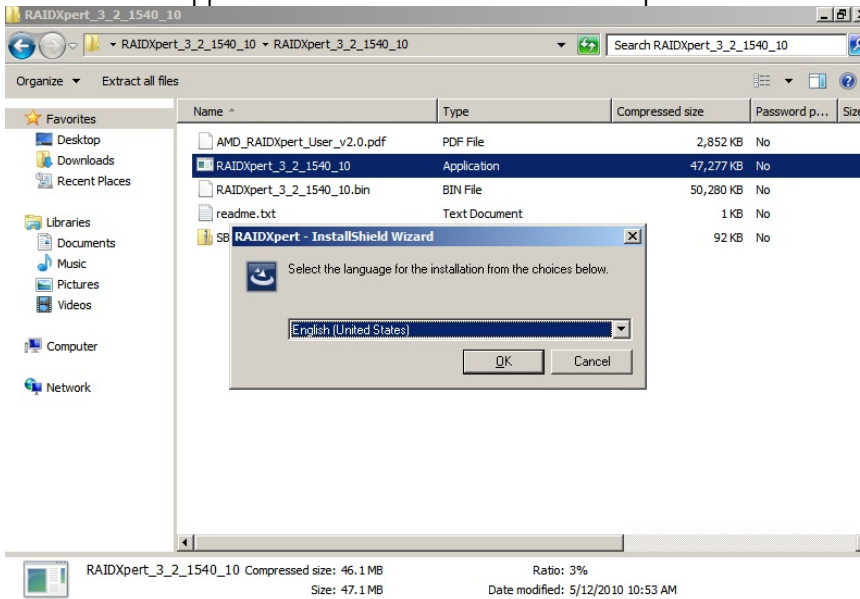 RAIDXpert_3_2_1540_10
RAIDXpert_3_2_1540_10 RAIDXpert_3_2_1540_10 Search RAIDXpert_3_2_1540_10
Organize Extract all files
Favorites
Desktop
Downloads
Recent Places
Libraries
Documents
Music
Pictures
Videos
Computer
Network
Name Type Compressed size Password p... Size
AMD_RAIDXpert_User_v2.0.pdf PDF File 2,852 KB No
RAIDXpert_3_2_1540_10 Application 47,277 KB No
RAIDXpert_3_2_1540_10.bin BIN File 50,280 KB No
readme.txt Text Document 1 KB No
SB 92 KB No
RAIDXpert - InstallShield Wizard
Select the language for the installation from the choices below.
English (United States)
OK Cancel
RAIDXpert_3_2_1540_10 Compressed size: 46.1 MB Ratio: 3%
Size: 47.1 MB Date modified: 5/12/2010 10:53 AM